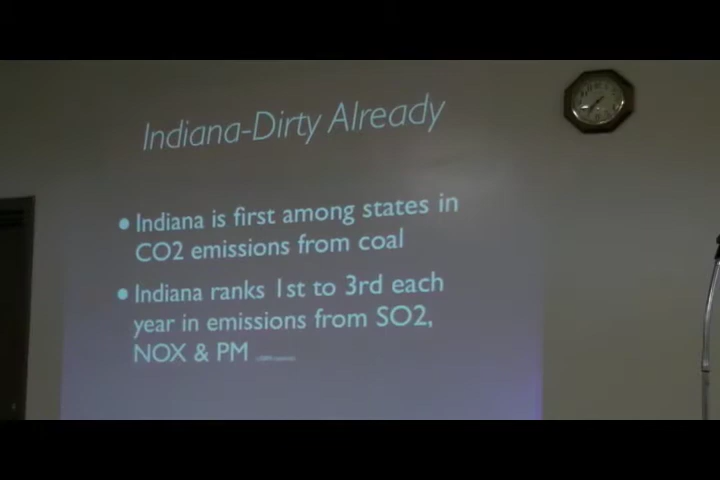 Indiana-Dirty Already
• Indiana is first among states in
CO2 emissions from coal
• Indiana ranks 1st to 3rd each
year in emissions from SO2,
NOX & PM